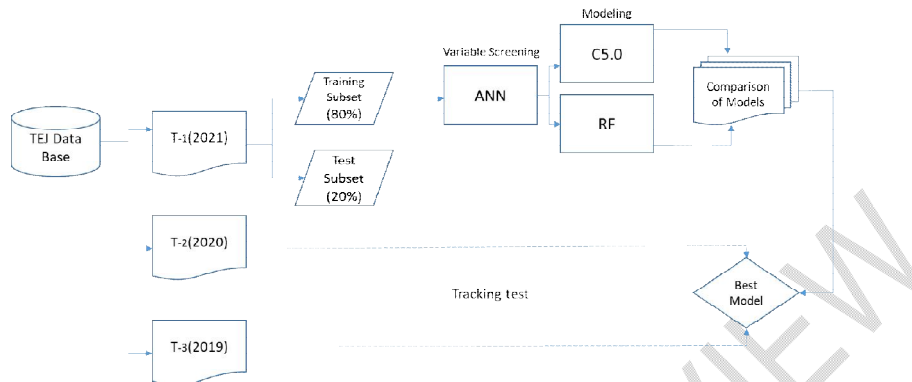 Modeling
Variable Screening
C5.0
Training
Subset
(80%)
ANN
Comparison
of Models
TEJ Data
Base
T-1(2021)
RF
Test
Subset
(20%)
T-2(2020)
Tracking test
Best
Model
T-3(2019)
VIEW